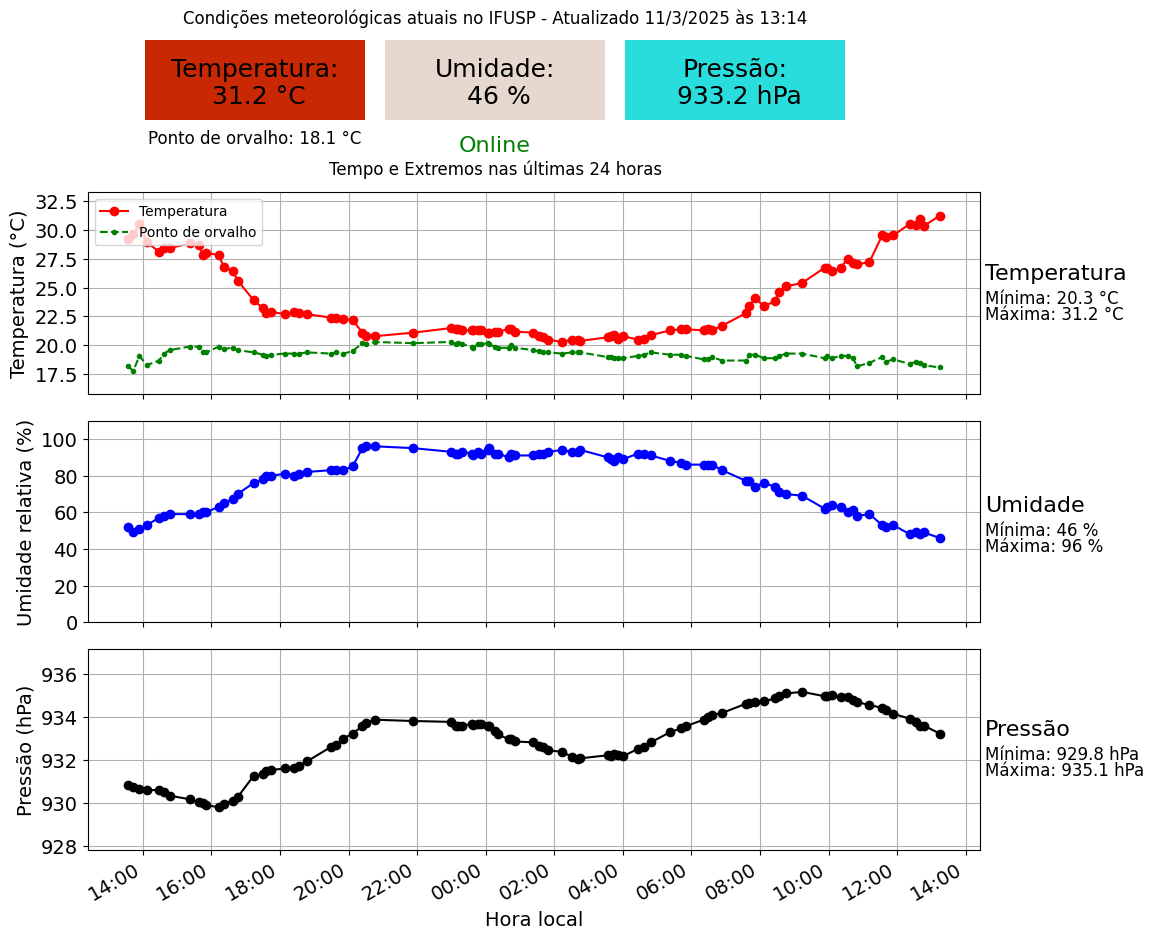 Condições meteorológicas atuais no IFUSP - Atualizado 11/3/2025 às 13:14
Temperatura:
31.2 °C
Umidade:
46 %
Pressão:
933.2 hPa
Ponto de orvalho: 18.1 °C
Online
Tempo e Extremos nas últimas 24 horas
Temperatura (°C)
32.5
30.0
27.5
25.0
22.5
20.0
17.5
Temperatura
Ponto de orvalho
Temperatura
Mínima: 20.3 °C
Máxima: 31.2 °C
Umidade relativa (%)
100
80
60
40
20
0
Umidade
Mínima: 46 %
Máxima: 96 %
Pressão (hPa)
936
934
932
930
928
Pressão
Mínima: 929.8 hPa
Máxima: 935.1 hPa
14:00 16:00 18:00 20:00 22:00 00:00 02:00 04:00 06:00 08:00 10:00 12:00 14:00
Hora local